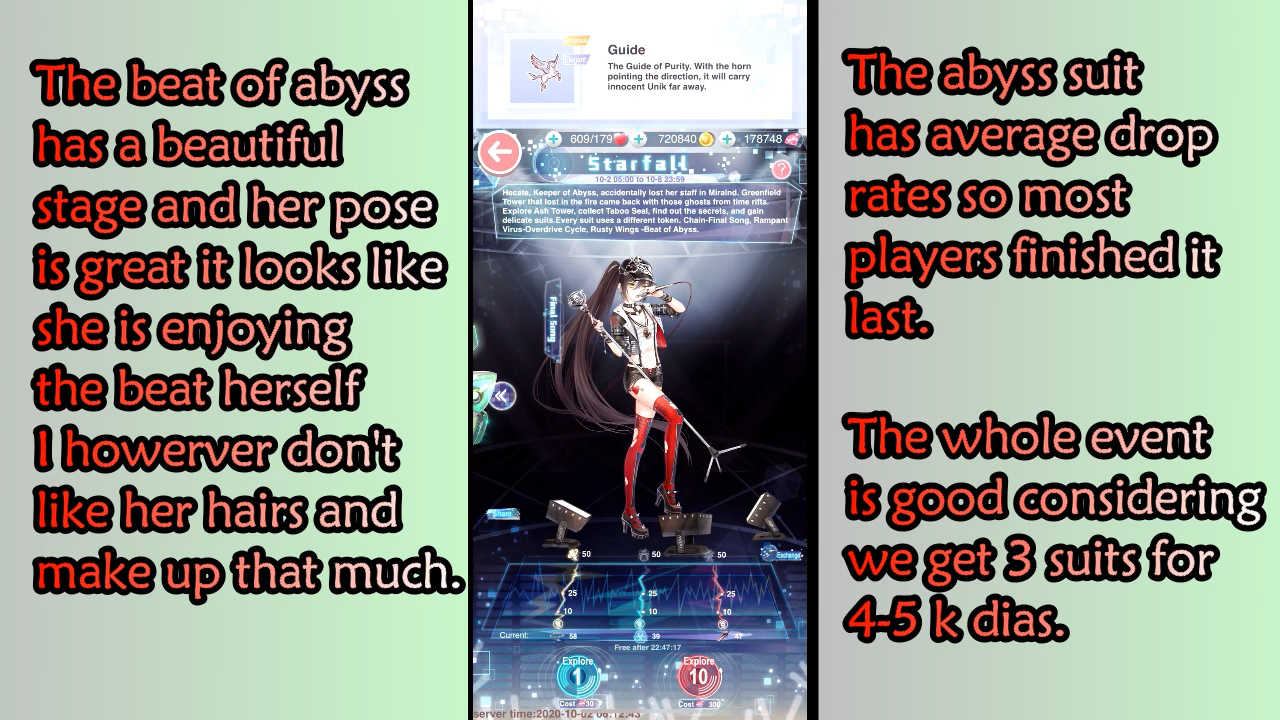 The beat of abyss
has a beautiful
stage and her pose
is great it looks like
she is enjoying
the beat herself
I howerver don't
like her hairs and
make up that much.
Guide
The Guide of Purity. With the horn
pointing the direction, it will carry
innocent Unik far away.
609/179 720840 178748
Starfall
?
10-2 05:00 to 10-8 23:59
Hecate, Keeper of Abyss, accidentally lost her staff in Miraland. Greenfield
Tower that lost in the fire came back with those ghosts from time rifts.
Explore Ash Tower, collect Taboo Seal, find out the secrets, and gain
delicate suits.Every suit uses a different token. Chain-Final Song, Rampant
Virus-Overdrive Cycle, Rusty Wings -Beat of Abyss.
Final Song
Share
Exchange
50 50 50
25 25 25
10 10 10
Current: 58 39 47
Free after 22:47:17
Explore Explore
1 10
Cost 30 Cost 300
server time:2020-10-02 06:12:43
The abyss suit
has average drop
rates so most
players finished it
last.
The whole event
is good considering
we get 3 suits for
4-5 k dias.